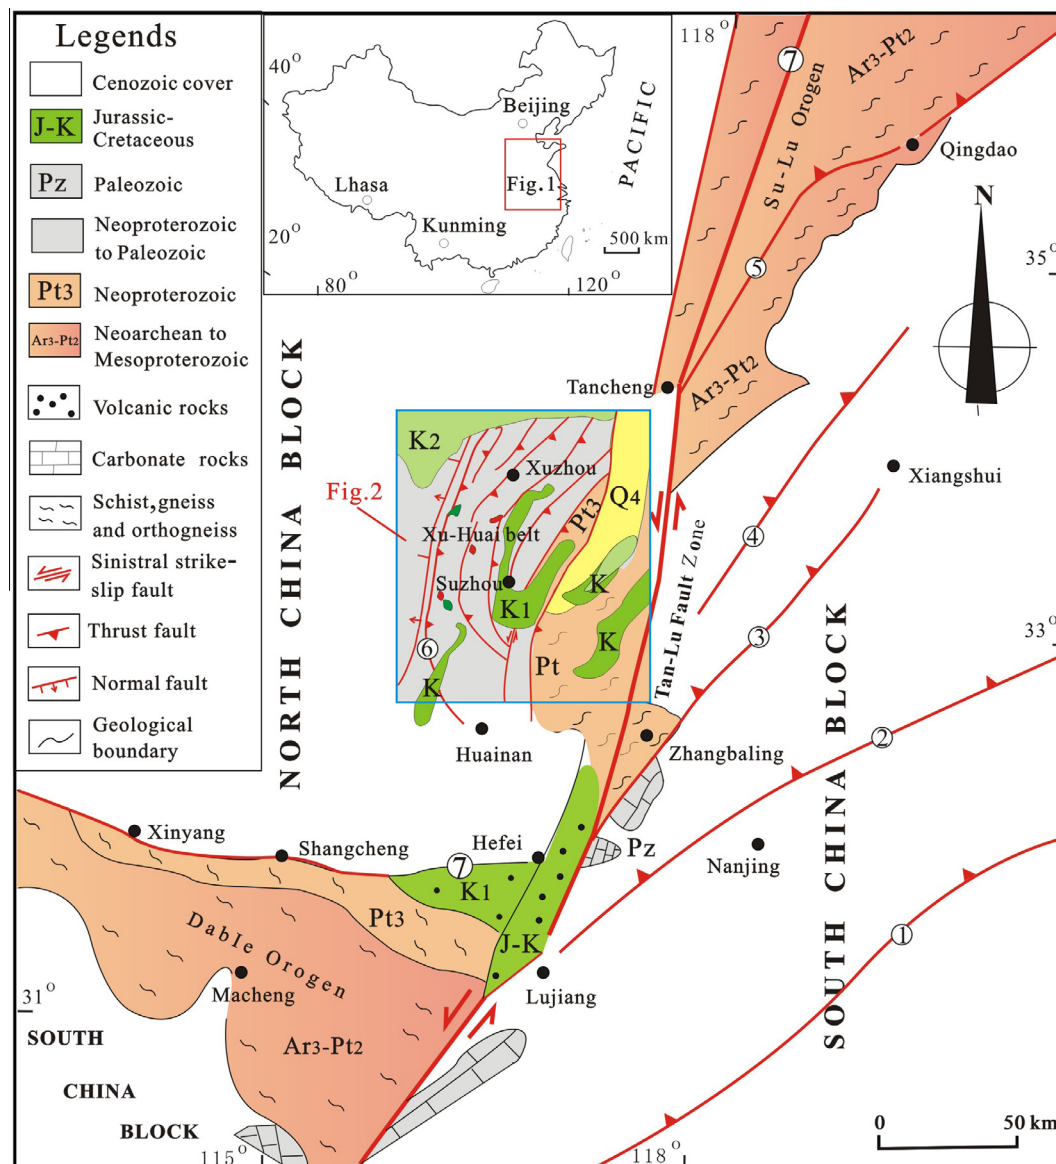 Legends
Cenozoic cover
J-K
Jurassic-
Cretaceous
Pz
Paleozoic
Neoproterozoic
to Paleozoic
Pt3
Neoproterozoic
Ar3-Pt2
Neoarchean to
Mesoproterozoic
Volcanic rocks
Carbonate rocks
Schist,gneiss
and orthogneiss
Sinistral strike-
slip fault
Thrust fault
Normal fault
Geological
boundary
40°
20°
80°
120°
Beijing
Lhasa
Kunming
Fig.1
PACIFIC
500 km
118°
7
Ar3-Pt2
Su-Lu Orogen
Qingdao
5
N
35°
Tancheng
Ar3-Pt2
NORTH CHINA BLOCK
K2
Xuzhou
Fig.2
Xu-Huai belt
Pt3
Q4
Suzhou
K1
K
K
6
K
Pt
Xiangshui
4
3
Tan-Lu Fault Zone
33°
2
Huainan
Zhangbaling
SOUTH CHINA BLOCK
Xinyang
Shangcheng
Hefei
7
K1
Pz
Nanjing
Pt3
J-K
1
Dable Orogen
Macheng
Lujiang
31°
SOUTH
CHINA
BLOCK
Ar3-Pt2
115°
118°
0
50 km